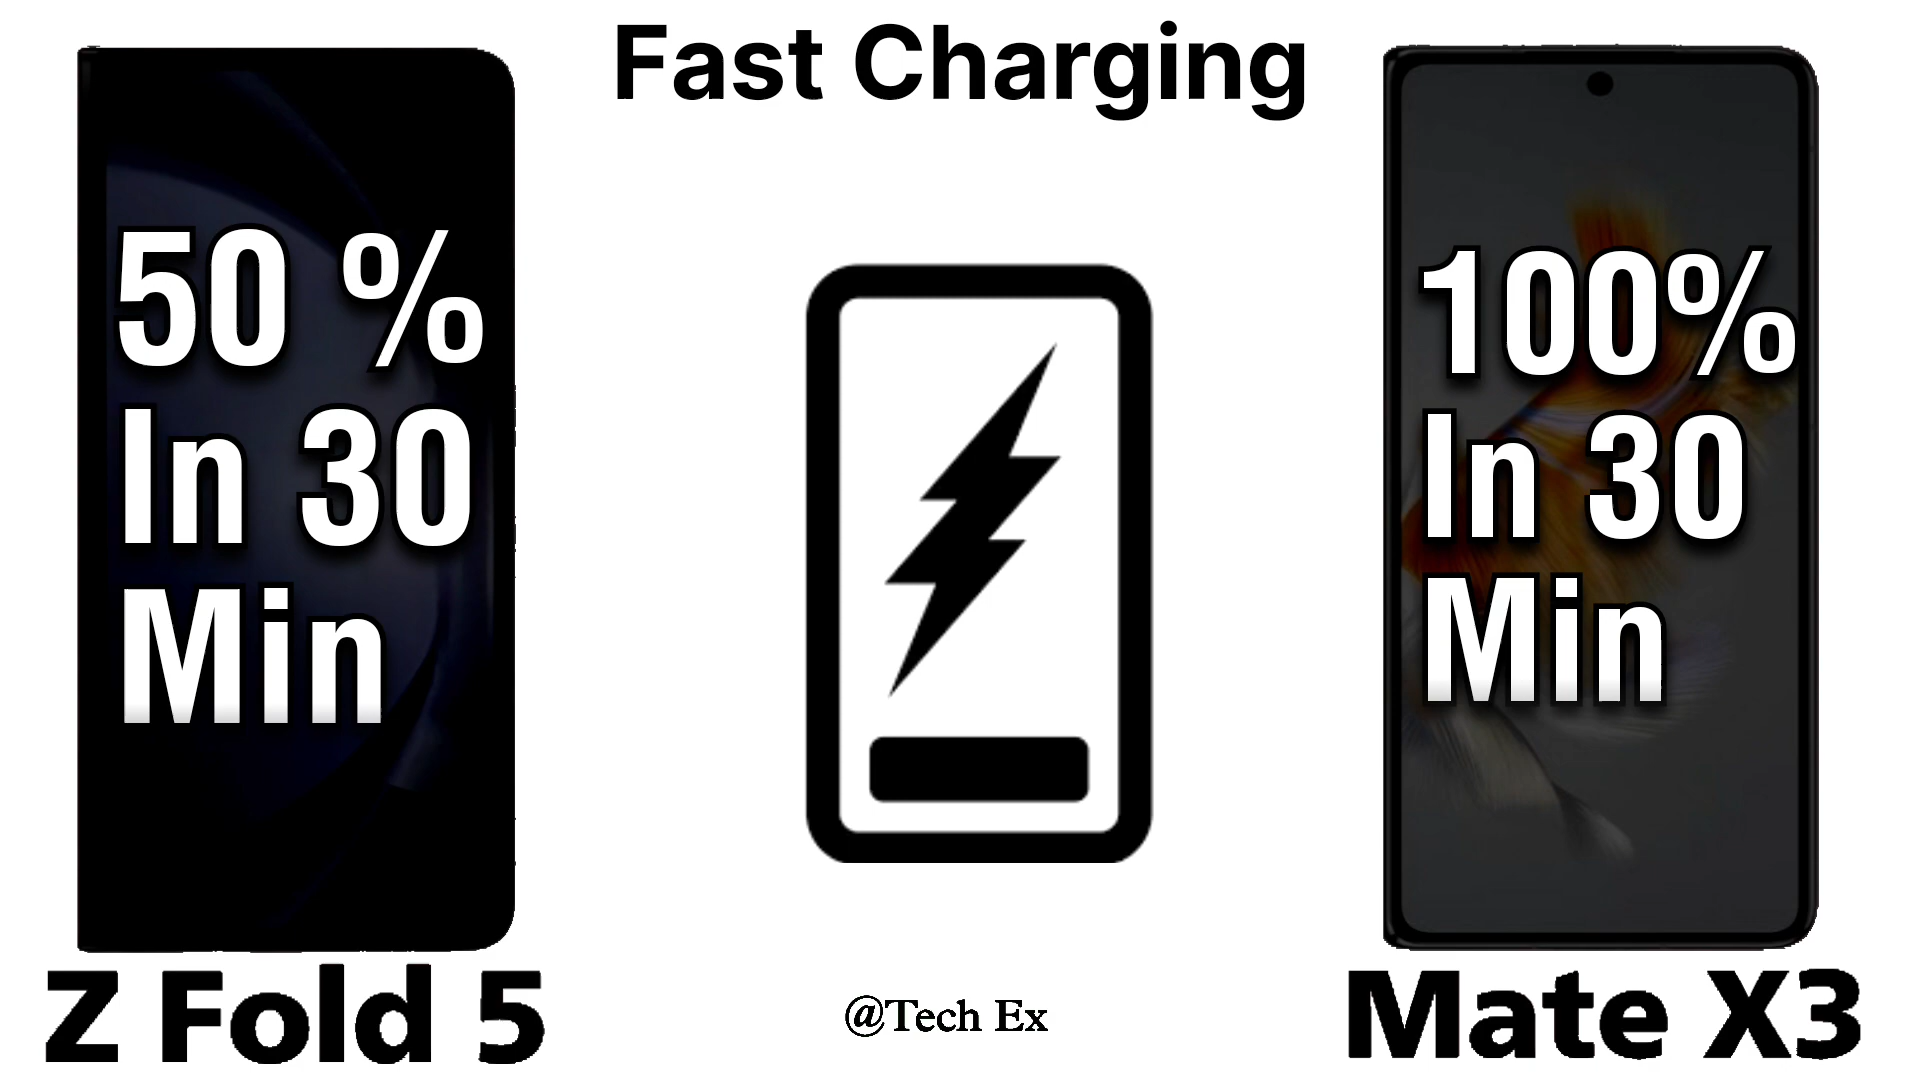 Fast Charging
50 %
In 30
Min
100%
In 30
Min
Z Fold 5
@Tech Ex
Mate X3